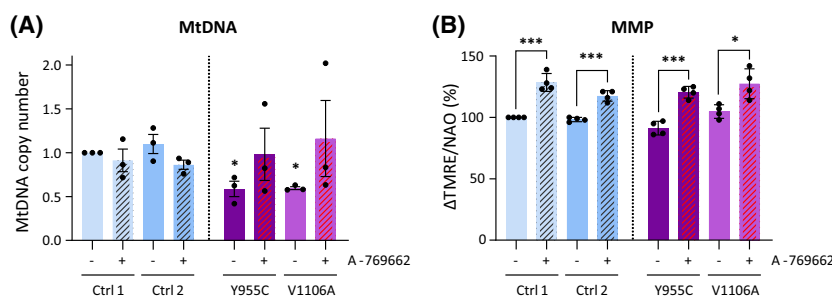 (A) MtDNA
MtDNA copy number
2.0
1.5
1.0
0.5
0.0
* *
- + - + - + - + A -769662
Ctrl 1 Ctrl 2 Y955C V1106A
(B) MMP
ΔTMRE/NAO (%)
150
100
50
0
*** *** *** *
- + - + - + - + A -769662
Ctrl 1 Ctrl 2 Y955C V1106A